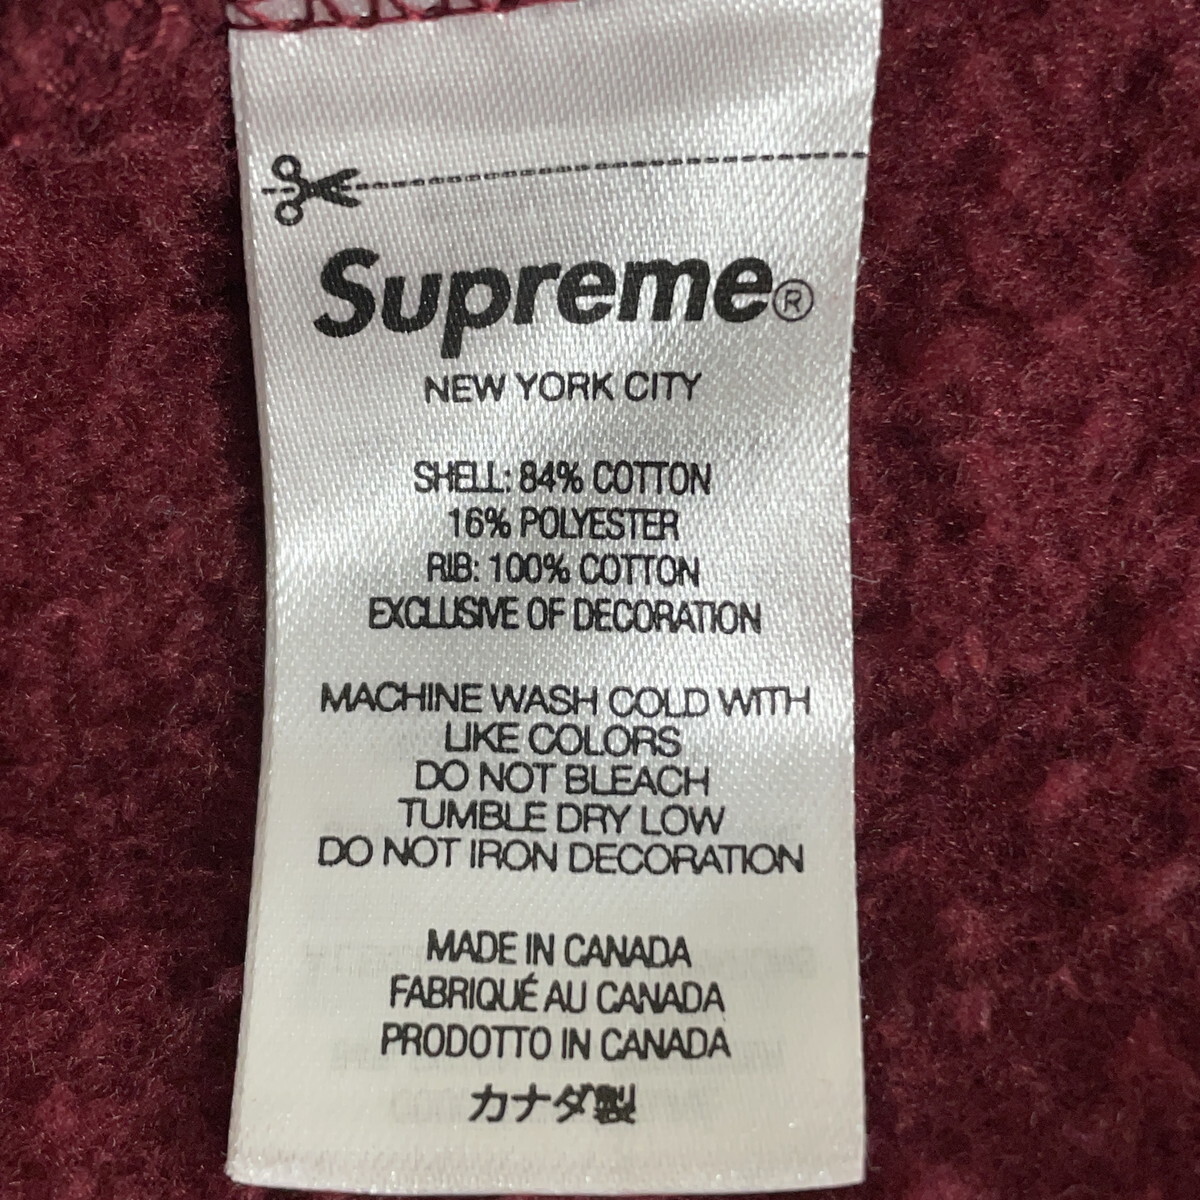 Supreme®
NEW YORK CITY
SHELL: 84% COTTON
16% POLYESTER
RIB: 100% COTTON
EXCLUSIVE OF DECORATION
MACHINE WASH COLD WITH
LIKE COLORS
DO NOT BLEACH
TUMBLE DRY LOW
DO NOT IRON DECORATION
MADE IN CANADA
FABRIQUÉ AU CANADA
PRODOTTO IN CANADA
カナダ製